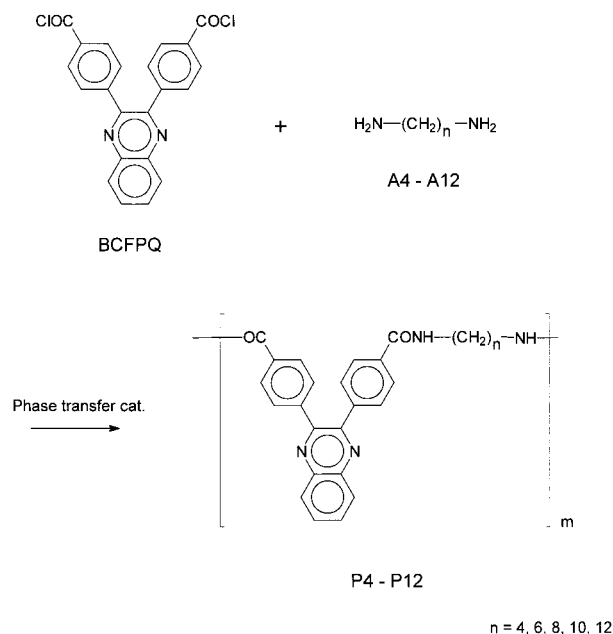 ClOC COCl
N N + H2N—(CH2)n—NH2
A4 - A12
BCFPQ
OC CONH—(CH2)n—NH
Phase transfer cat.
N N
m
P4 - P12
n = 4, 6, 8, 10, 12